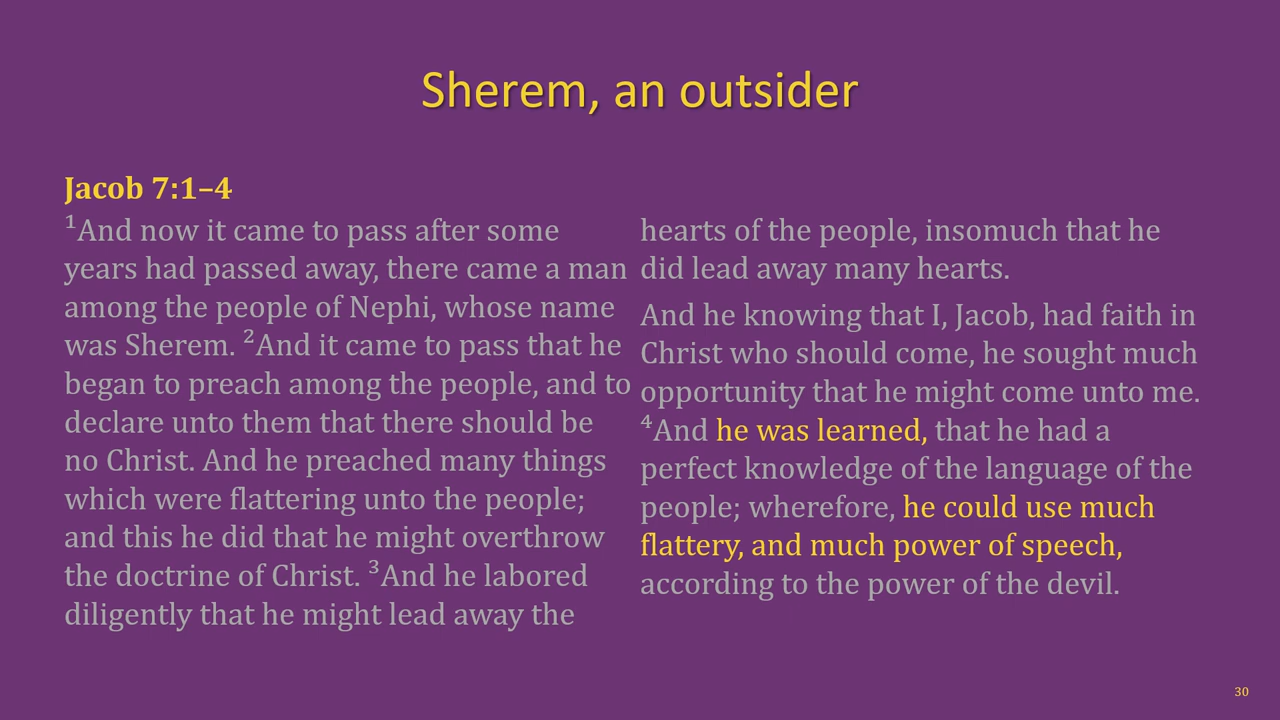 Sherem, an outsider
Jacob 7:1–4
¹And now it came to pass after some
years had passed away, there came a man
among the people of Nephi, whose name
was Sherem. ²And it came to pass that he
began to preach among the people, and to
declare unto them that there should be
no Christ. And he preached many things
which were flattering unto the people;
and this he did that he might overthrow
the doctrine of Christ. ³And he labored
diligently that he might lead away the
hearts of the people, insomuch that he
did lead away many hearts.
And he knowing that I, Jacob, had faith in
Christ who should come, he sought much
opportunity that he might come unto me.
⁴And he was learned, that he had a
perfect knowledge of the language of the
people; wherefore, he could use much
flattery, and much power of speech,
according to the power of the devil.
30